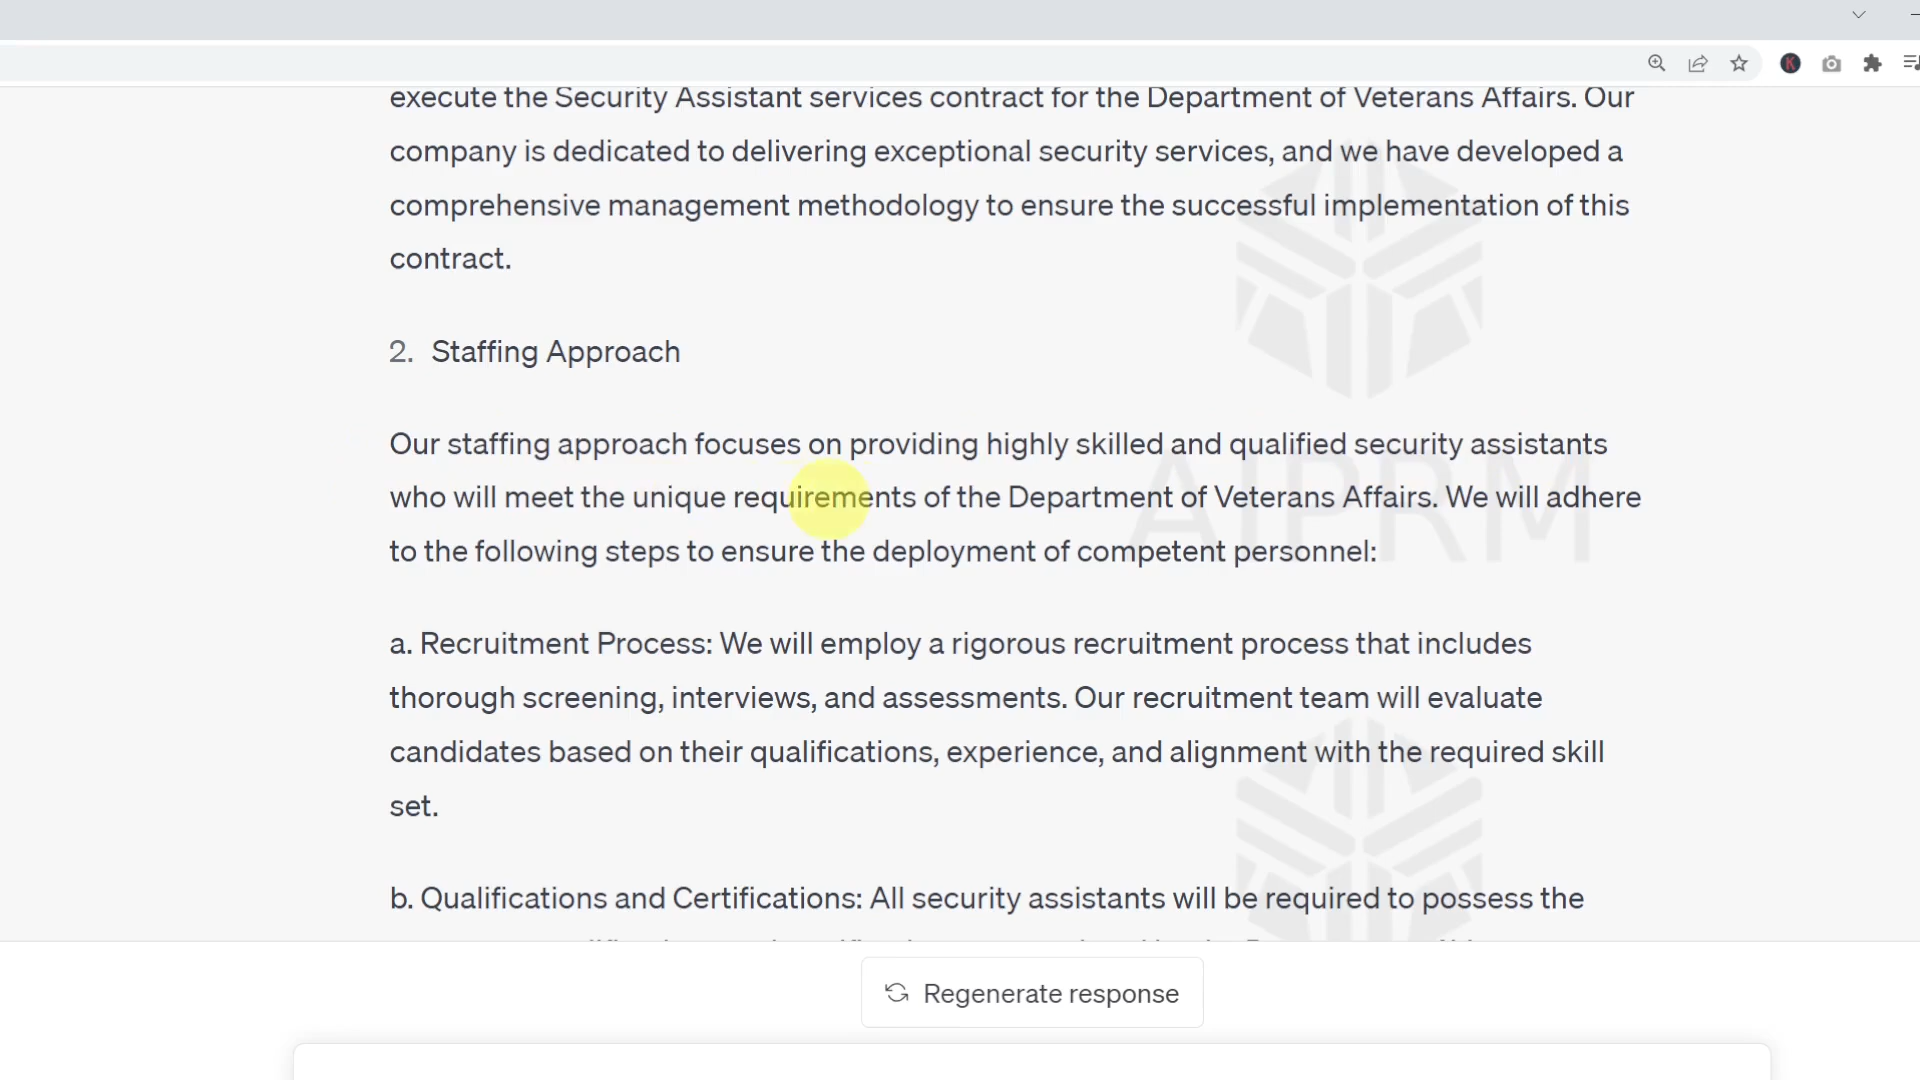 execute the Security Assistant services contract for the Department of Veterans Affairs. Our
company is dedicated to delivering exceptional security services, and we have developed a
comprehensive management methodology to ensure the successful implementation of this
contract.
2. Staffing Approach
Our staffing approach focuses on providing highly skilled and qualified security assistants
who will meet the unique requirements of the Department of Veterans Affairs. We will adhere
to the following steps to ensure the deployment of competent personnel:
AIPRM
a. Recruitment Process: We will employ a rigorous recruitment process that includes
thorough screening, interviews, and assessments. Our recruitment team will evaluate
candidates based on their qualifications, experience, and alignment with the required skill
set.
b. Qualifications and Certifications: All security assistants will be required to possess the
Regenerate response